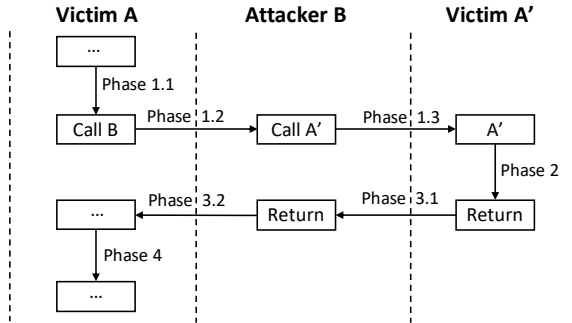 Victim A
Attacker B
Victim A’
...
Phase 1.1
Call B
Phase 1.2
Call A’
Phase 1.3
A’
Phase 2
...
Phase 3.2
Return
Phase 3.1
Return
Phase 4
...